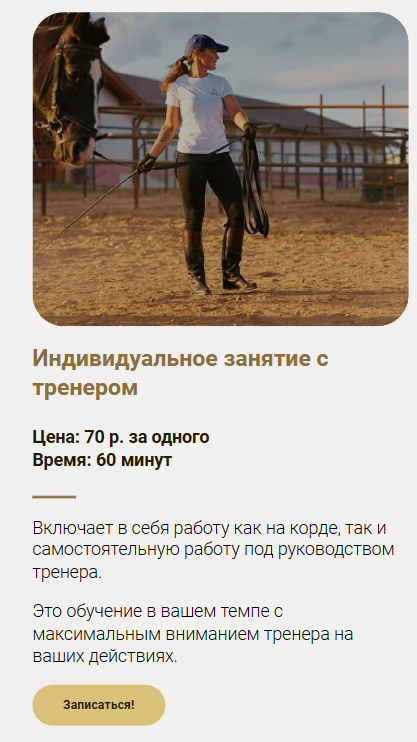 Индивидуальное занятие с
тренером
Цена: 70 р. за одного
Время: 60 минут
Включает в себя работу как на корде, так и
самостоятельную работу под руководством
тренера.
Это обучение в вашем темпе с
максимальным вниманием тренера на
ваших действиях.
Записаться!